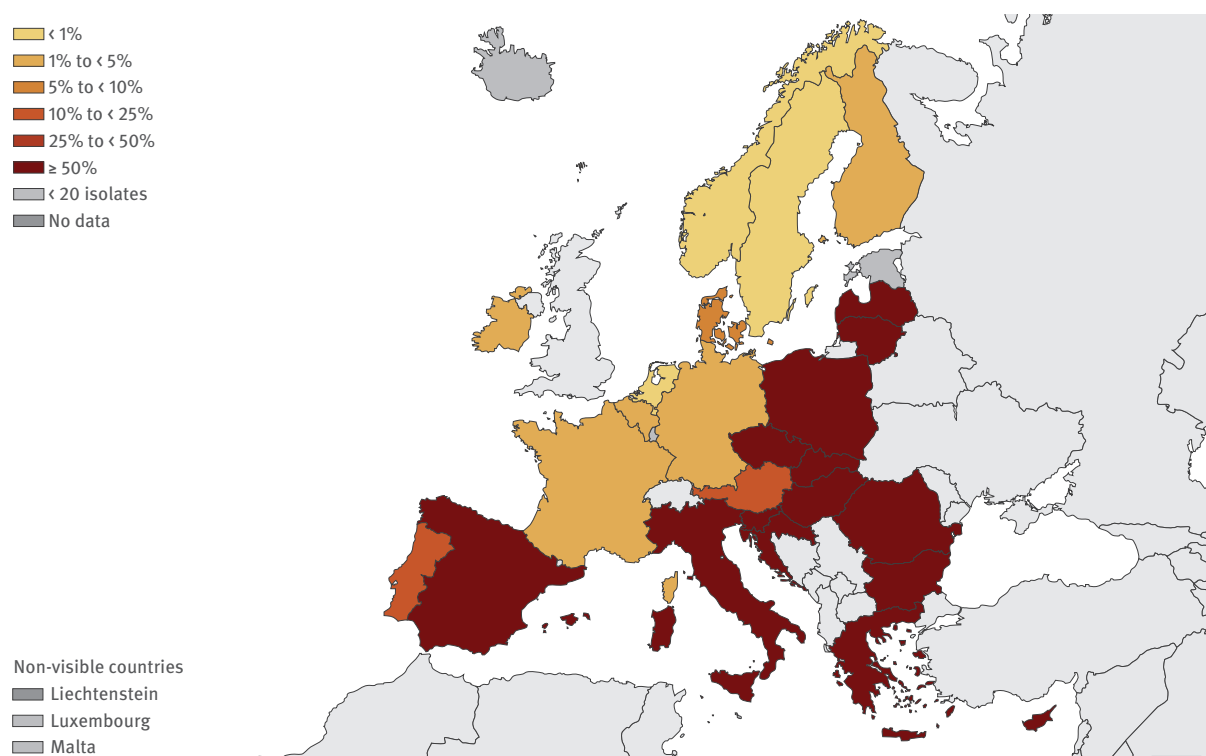 < 1%
1% to < 5%
5% to < 10%
10% to < 25%
25% to < 50%
≥ 50%
< 20 isolates
No data
Non-visible countries
Liechtenstein
Luxembourg
Malta